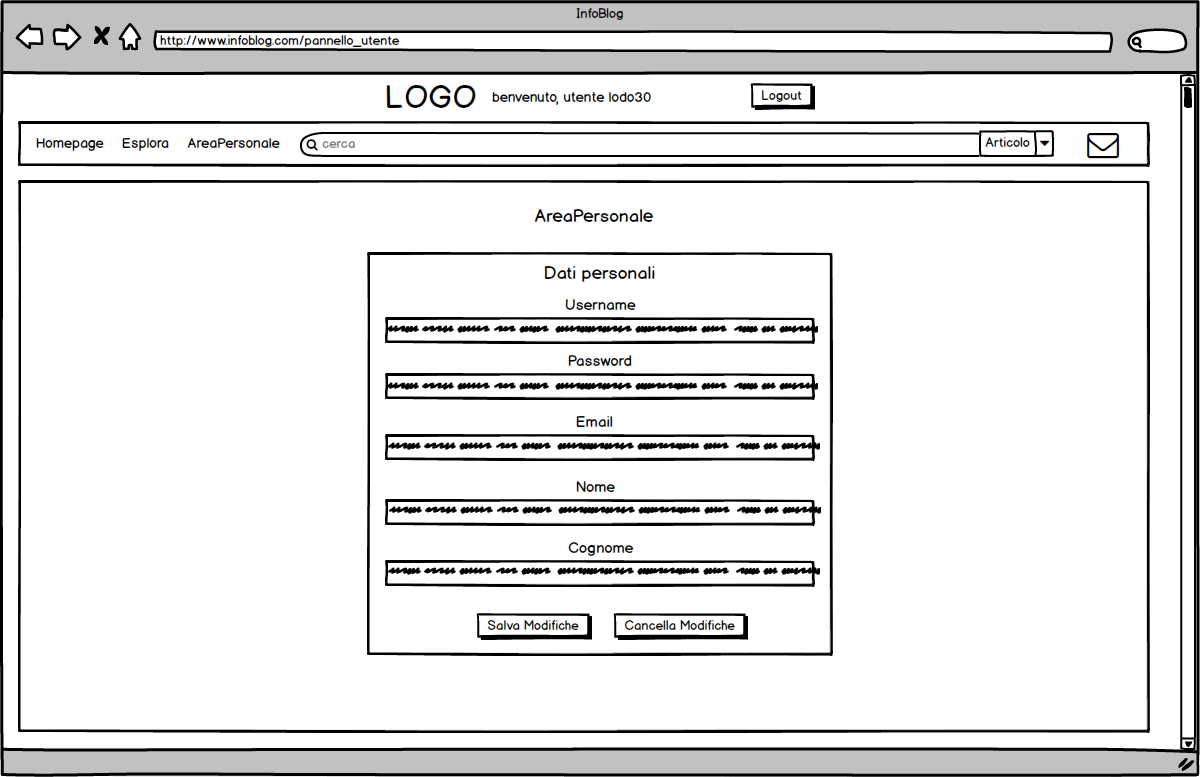 InfoBlog
http://www.infoblog.com/pannello_utente
LOGO benvenuto, utente lodo30 Logout
Homepage Esplora AreaPersonale cerca Articolo
AreaPersonale
Dati personali
Username
Password
Email
Nome
Cognome
Salva Modifiche Cancella Modifiche